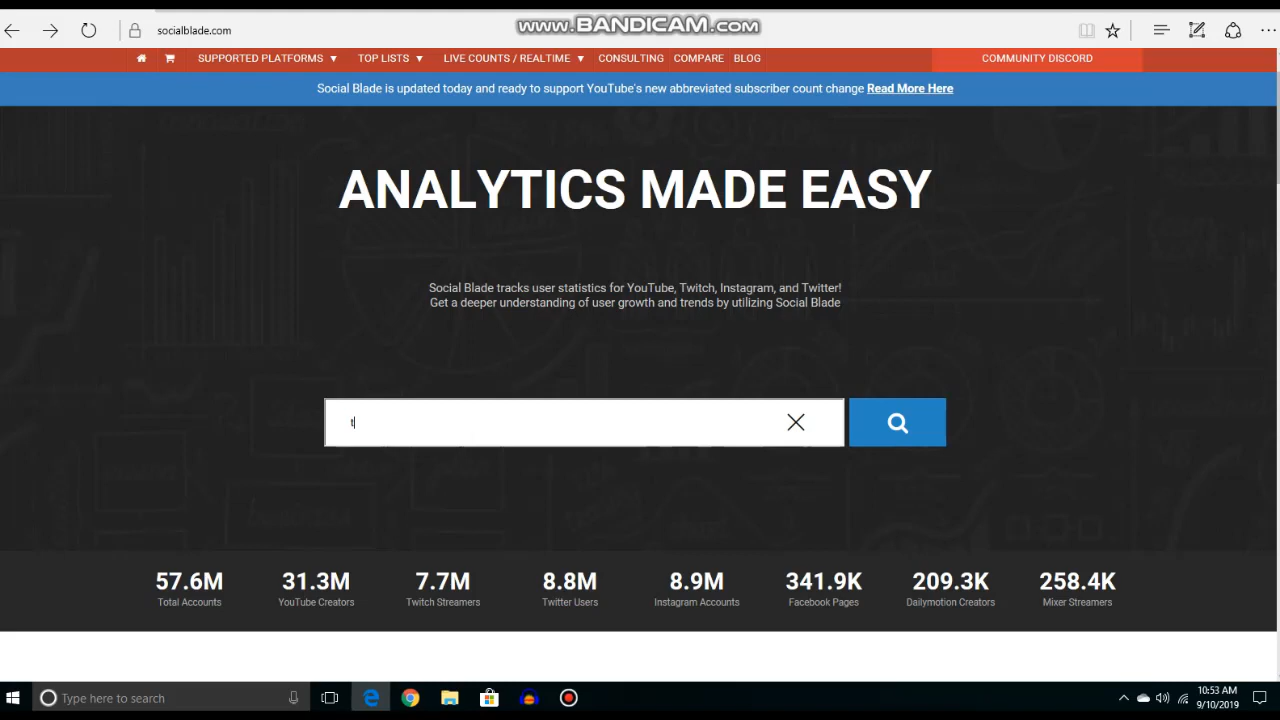 www.BANDICAM.com
socialblade.com
SUPPORTED PLATFORMS TOP LISTS LIVE COUNTS / REALTIME CONSULTING COMPARE BLOG COMMUNITY DISCORD
Social Blade is updated today and ready to support YouTube's new abbreviated subscriber count change Read More Here
ANALYTICS MADE EASY
Social Blade tracks user statistics for YouTube, Twitch, Instagram, and Twitter!
Get a deeper understanding of user growth and trends by utilizing Social Blade
t
57.6M 31.3M 7.7M 8.8M 8.9M 341.9K 209.3K 258.4K
Total Accounts YouTube Creators Twitch Streamers Twitter Users Instagram Accounts Facebook Pages Dailymotion Creators Mixer Streamers
Type here to search
10:53 AM
9/10/2019